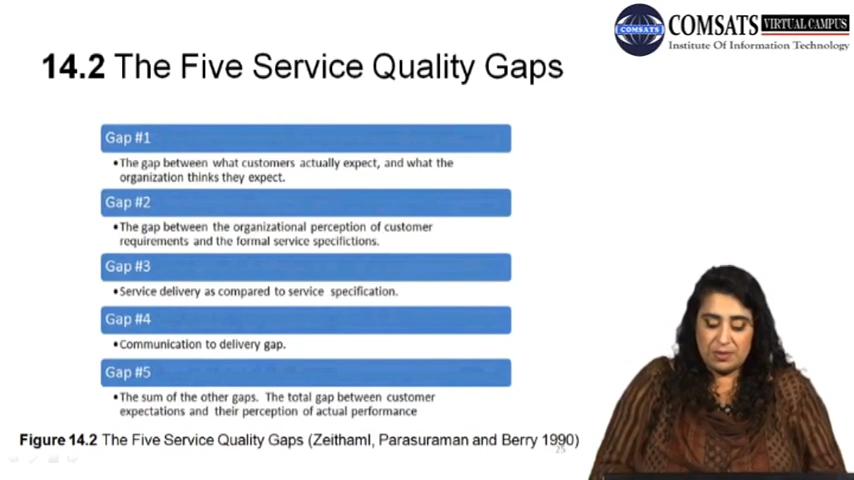 COMSATS VIRTUAL CAMPUS
COMSATS
Institute Of Information Technology
14.2 The Five Service Quality Gaps
Gap #1
•The gap between what customers actually expect, and what the
organization thinks they expect.
Gap #2
•The gap between the organizational perception of customer
requirements and the formal service specifictions.
Gap #3
•Service delivery as compared to service specification.
Gap #4
•Communication to delivery gap.
Gap #5
•The sum of the other gaps. The total gap between customer
expectations and their perception of actual performance
Figure 14.2 The Five Service Quality Gaps (Zeithaml, Parasuraman and Berry 1990)
25